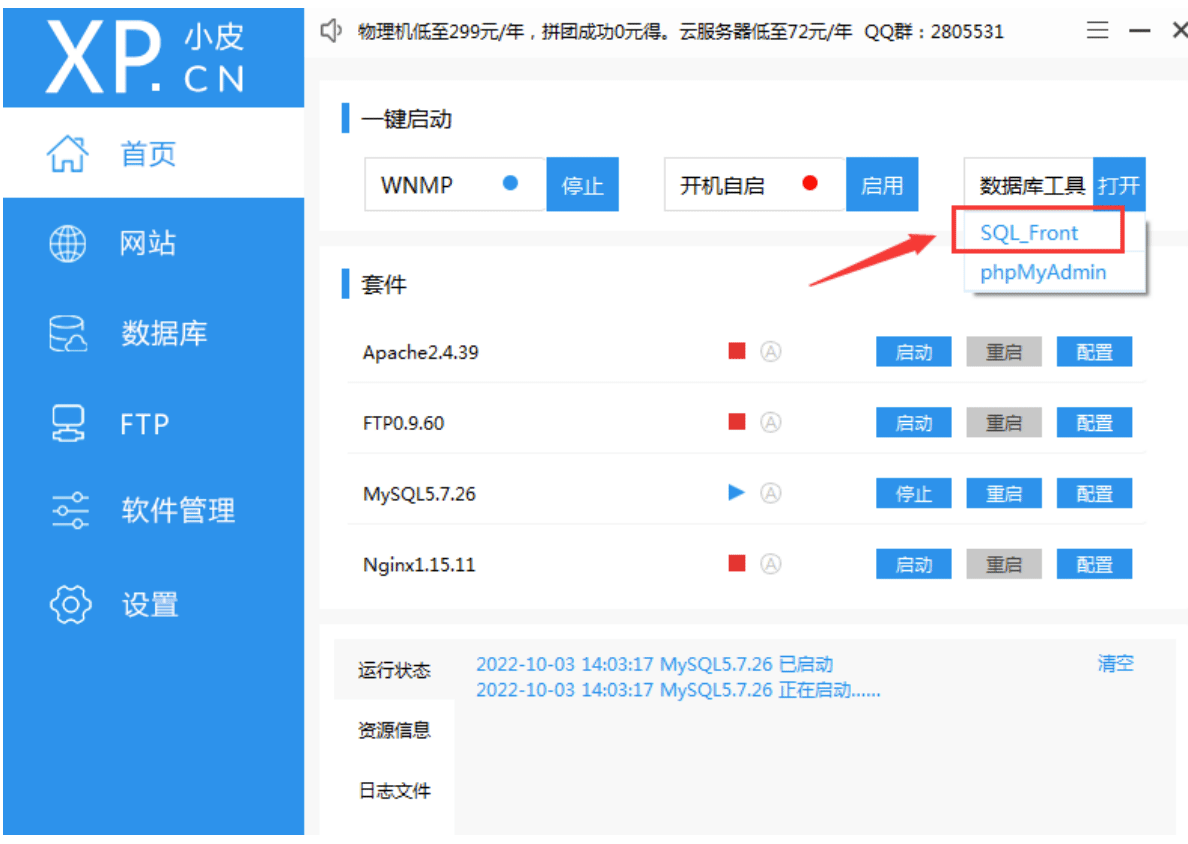 XP.小皮
CN
物理机低至299元/年，拼团成功0元得。云服务器低至72元/年 QQ群：2805531
首页
网站
数据库
FTP
软件管理
设置
一键启动
WNMP 停止 开机自启 启用 数据库工具 打开
SQL_Front
phpMyAdmin
套件
Apache2.4.39 A 启动 重启 配置
FTP0.9.60 A 启动 重启 配置
MySQL5.7.26 A 停止 重启 配置
Nginx1.15.11 A 启动 重启 配置
运行状态
资源信息
日志文件
2022-10-03 14:03:17 MySQL5.7.26 已启动
2022-10-03 14:03:17 MySQL5.7.26 正在启动......
清空